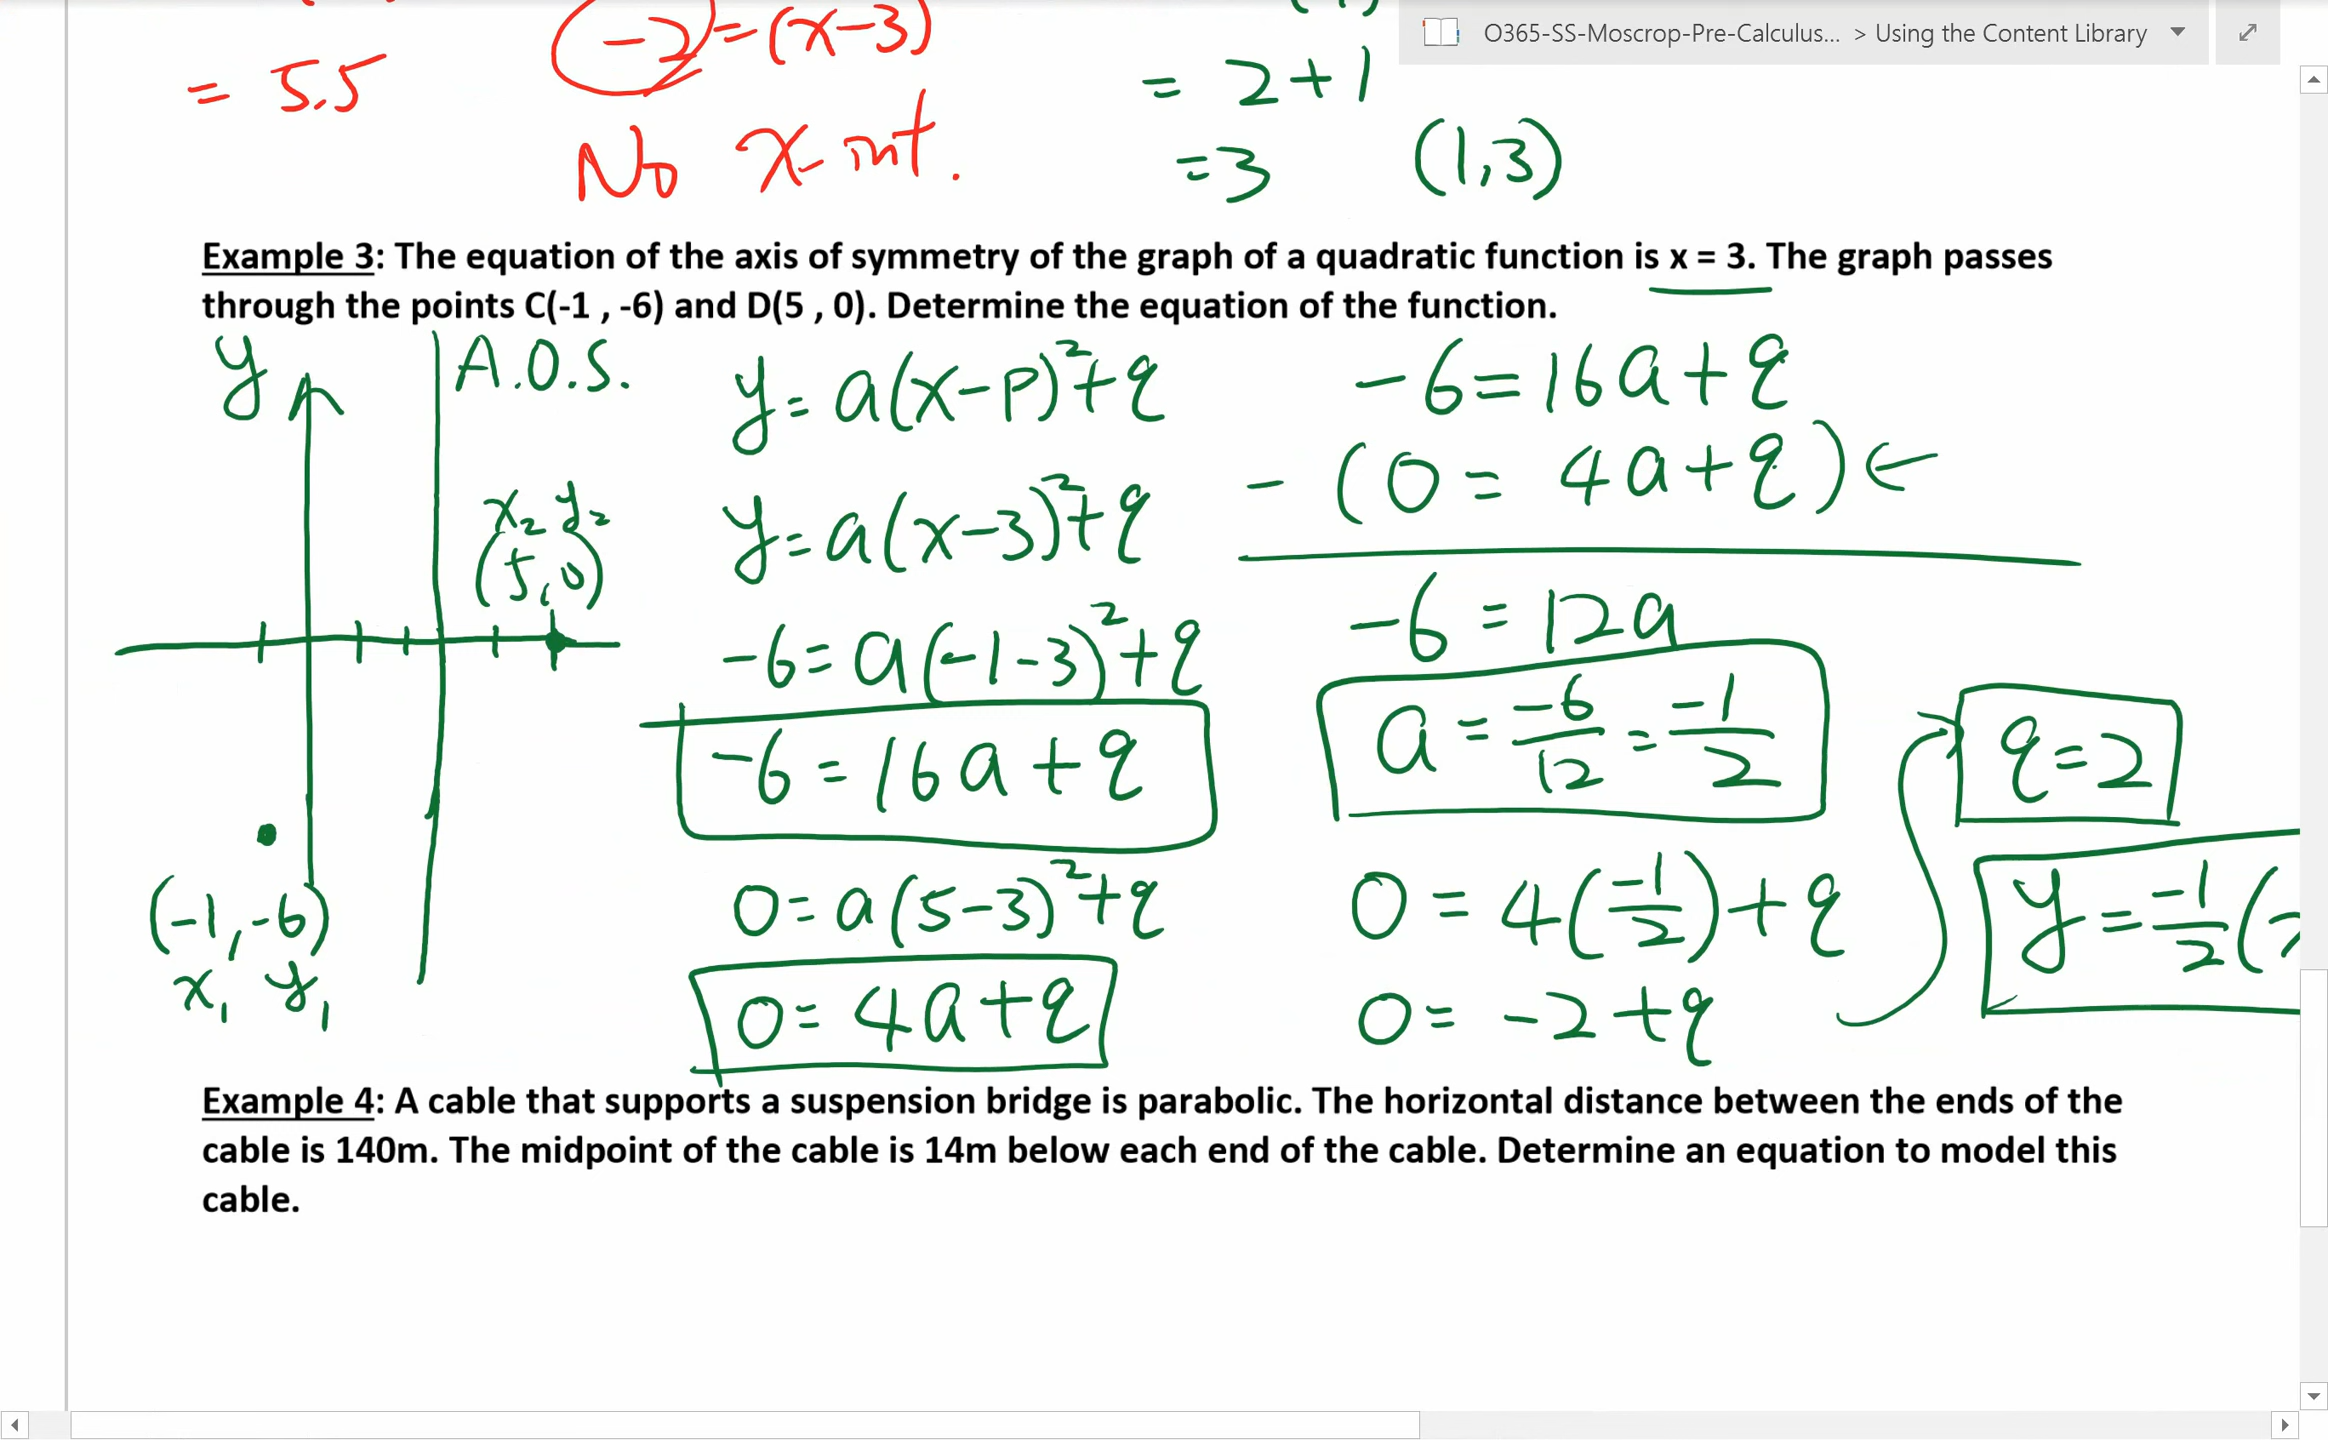 O365-SS-Moscrop-Pre-Calculus... > Using the Content Library
-2 = (x-3)
= 5.5
No x-int.
= 2+1
=3 (1,3)
Example 3: The equation of the axis of symmetry of the graph of a quadratic function is x = 3. The graph passes
through the points C(-1 , -6) and D(5 , 0). Determine the equation of the function.
y
A.O.S.
x₂ y₂
(5,0)
(-1,-6)
x₁ y₁
y= a(x-p)²+q
y= a(x-3)²+q
-6= a(-1-3)²+q
-6 = 16a+q
0= a(5-3)²+q
0= 4a+q
-6=16a+q
-(0 = 4a+q) ←
-6 = 12a
a = -6/12 = -1/2
0 = 4(-1/2)+q
0= -2+q
q=2
y = -1/2(
Example 4: A cable that supports a suspension bridge is parabolic. The horizontal distance between the ends of the
cable is 140m. The midpoint of the cable is 14m below each end of the cable. Determine an equation to model this
cable.